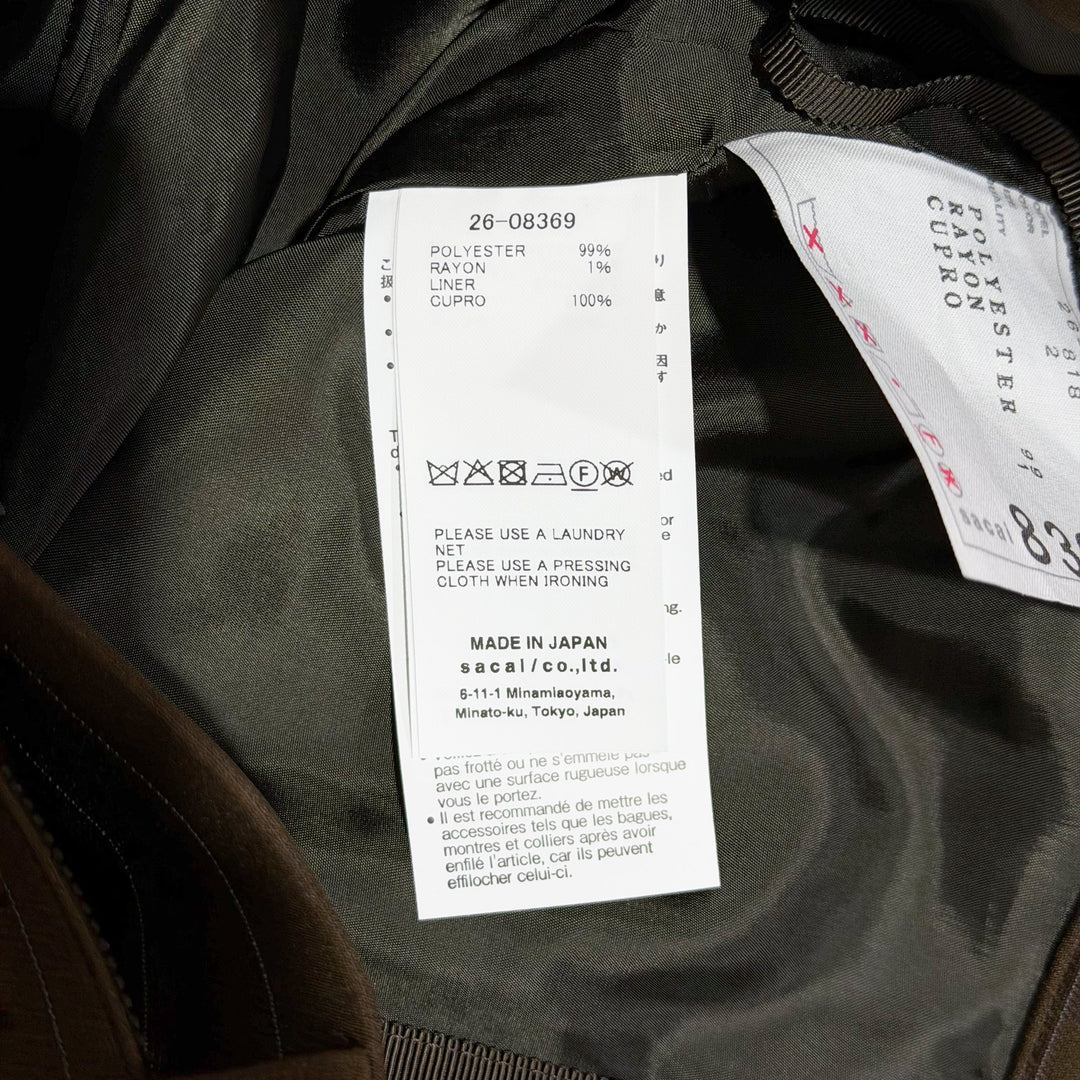 26-08369
POLYESTER 99%
RAYON 1%
LINER
CUPRO 100%
PLEASE USE A LAUNDRY
NET
PLEASE USE A PRESSING
CLOTH WHEN IRONING
MADE IN JAPAN
sacai/co.,ltd.
6-11-1 Minamiaoyama,
Minato-ku, Tokyo, Japan
pas frotté ou ne s'emmêle pas
avec une surface rugueuse lorsque
vous le portez.
• Il est recommandé de mettre les
accessoires tels que les bagues,
montres et colliers après avoir
enfilé l'article, car ils peuvent
effilocher celui-ci.
POLYESTER 99
RAYON 1
CUPRO
sacai